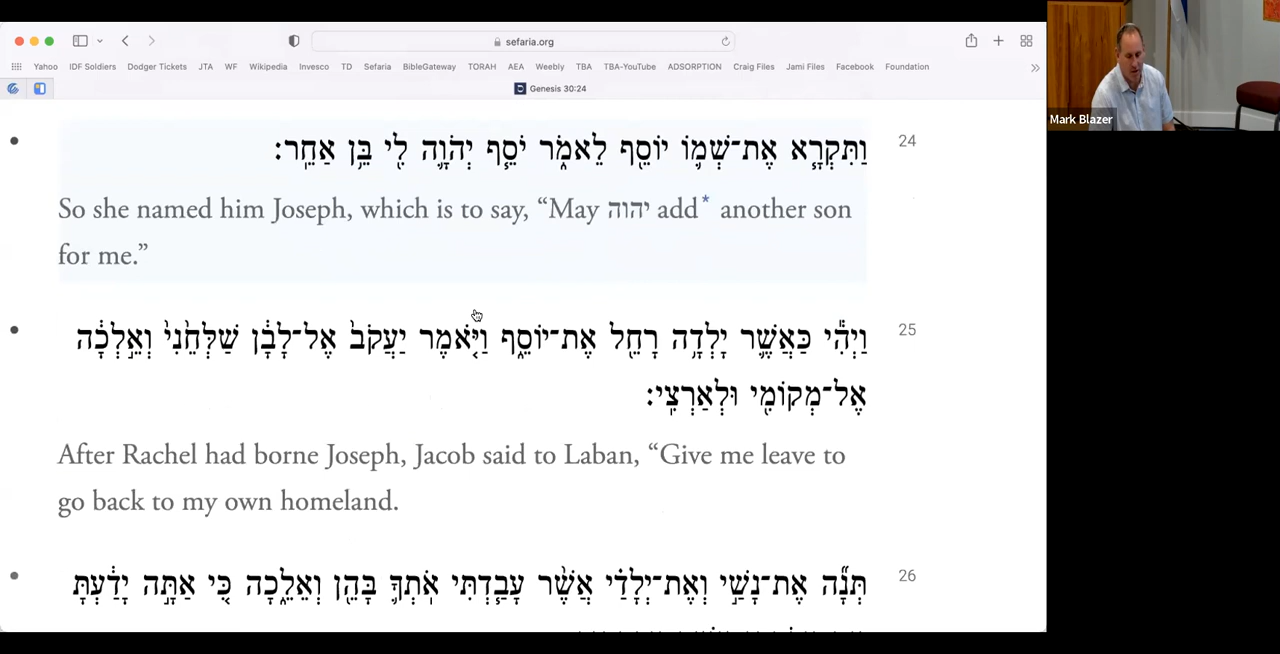 sefaria.org
Yahoo IDF Soldiers Dodger Tickets JTA WF Wikipedia Invesco TD Sefaria BibleGateway TORAH AEA Weebly TBA TBA-YouTube ADSORPTION Craig Files Jami Files Facebook Foundation
Genesis 30:24
Mark Blazer
24
וַתִּקְרָ֧א אֶת־שְׁמ֛וֹ יוֹסֵ֖ף לֵאמֹ֑ר יֹסֵ֧ף יְהֹוָ֛ה לִ֖י בֵּ֥ן אַחֵֽר׃
So she named him Joseph, which is to say, “May יהוה add* another son
for me.”
25
וַיְהִ֕י כַּאֲשֶׁ֛ר יָלְדָ֥ה רָחֵ֖ל אֶת־יוֹסֵ֑ף וַיֹּ֤אמֶר יַעֲקֹב֙ אֶל־לָבָ֔ן שַׁלְּחֵ֙נִי֙ וְאֵ֣לְכָ֔ה
אֶל־מְקוֹמִ֖י וּלְאַרְצִֽי׃
After Rachel had borne Joseph, Jacob said to Laban, “Give me leave to
go back to my own homeland.
26
תְּנָ֞ה אֶת־נָשַׁ֣י וְאֶת־יְלָדַ֗י אֲשֶׁ֨ר עָבַ֧דְתִּי אֹֽתְךָ֛ בָּהֵ֖ן וְאֵלֵ֑כָה כִּ֚י אַתָּ֣ה יָדַ֔עְתָּ